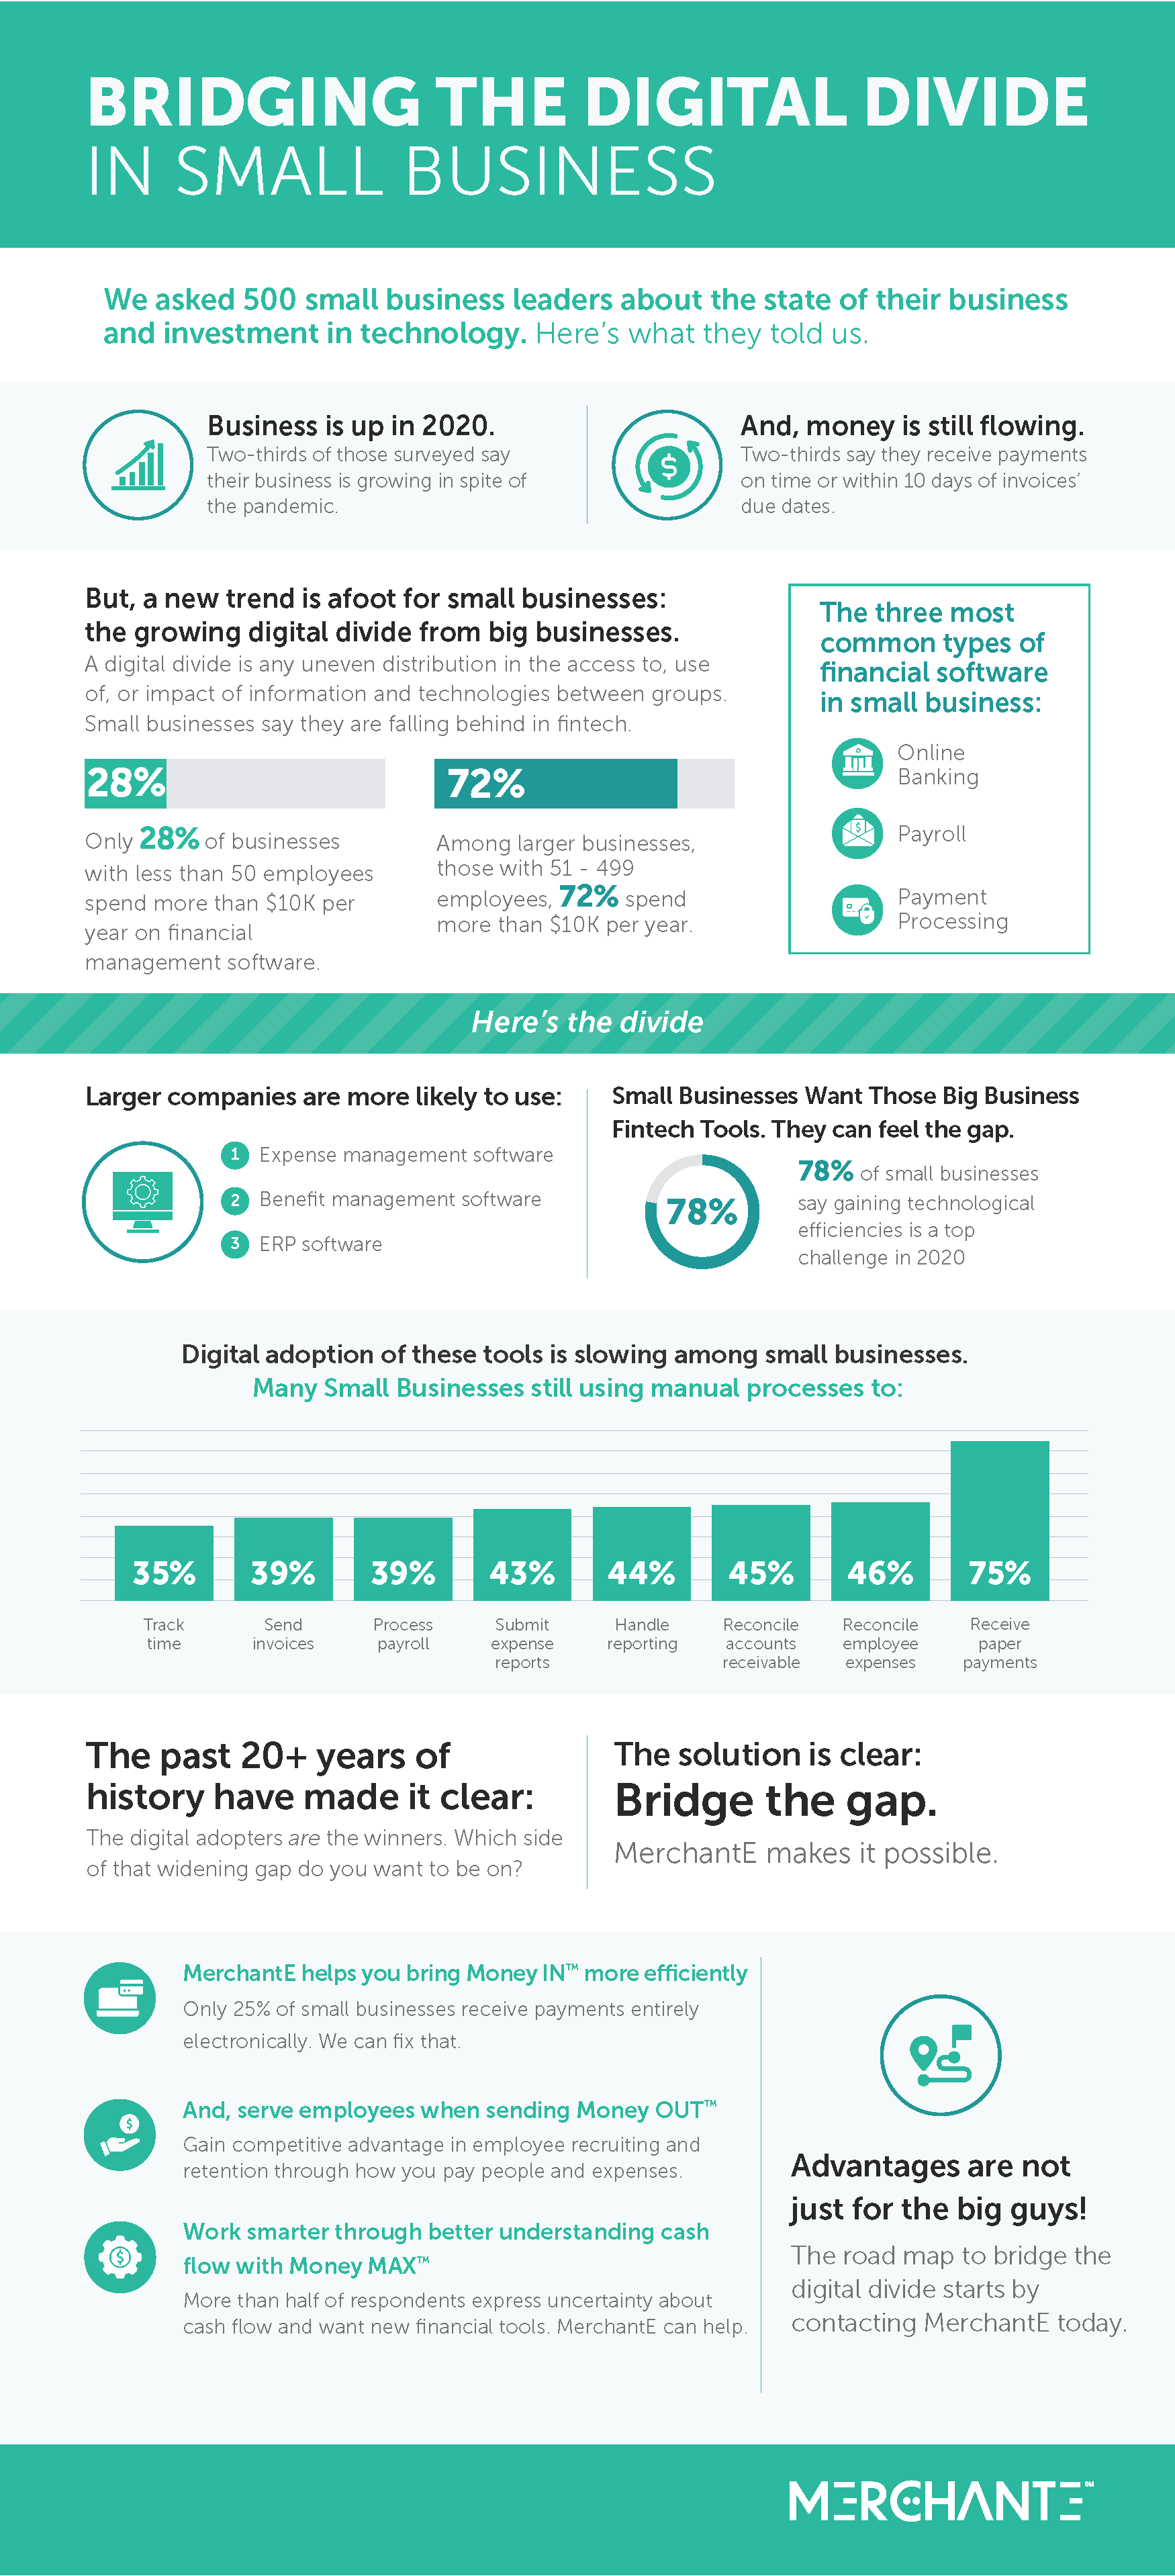 BRIDGING THE DIGITAL DIVIDE
IN SMALL BUSINESS
We asked 500 small business leaders about the state of their business
and investment in technology. Here's what they told us.
Business is up in 2020.
Two-thirds of those surveyed say
their business is growing in spite of
the pandemic.
And, money is still flowing.
Two-thirds say they receive payments
on time or within 10 days of invoices'
due dates.
But, a new trend is afoot for small businesses:
the growing digital divide from big businesses.
A digital divide is any uneven distribution in the access to, use
of, or impact of information and technologies between groups.
Small businesses say they are falling behind in fintech.
28%
Only 28% of businesses
with less than 50 employees
spend more than $10K per
year on financial
management software.
72%
Among larger businesses,
those with 51 - 499
employees, 72% spend
more than $10K per year.
The three most
common types of
financial software
in small business:
Online
Banking
Payroll
Payment
Processing
Here's the divide
Larger companies are more likely to use:
1 Expense management software
2 Benefit management software
3 ERP software
Small Businesses Want Those Big Business
Fintech Tools. They can feel the gap.
78%
78% of small businesses
say gaining technological
efficiencies is a top
challenge in 2020
Digital adoption of these tools is slowing among small businesses.
Many Small Businesses still using manual processes to:
35% 39% 39% 43% 44% 45% 46% 75%
Track
time
Send
invoices
Process
payroll
Submit
expense
reports
Handle
reporting
Reconcile
accounts
receivable
Reconcile
employee
expenses
Receive
paper
payments
The past 20+ years of
history have made it clear:
The digital adopters are the winners. Which side
of that widening gap do you want to be on?
The solution is clear:
Bridge the gap.
MerchantE makes it possible.
MerchantE helps you bring Money IN™ more efficiently
Only 25% of small businesses receive payments entirely
electronically. We can fix that.
And, serve employees when sending Money OUT™
Gain competitive advantage in employee recruiting and
retention through how you pay people and expenses.
Work smarter through better understanding cash
flow with Money MAX™
More than half of respondents express uncertainty about
cash flow and want new financial tools. MerchantE can help.
Advantages are not
just for the big guys!
The road map to bridge the
digital divide starts by
contacting MerchantE today.
MERCHANTE℠